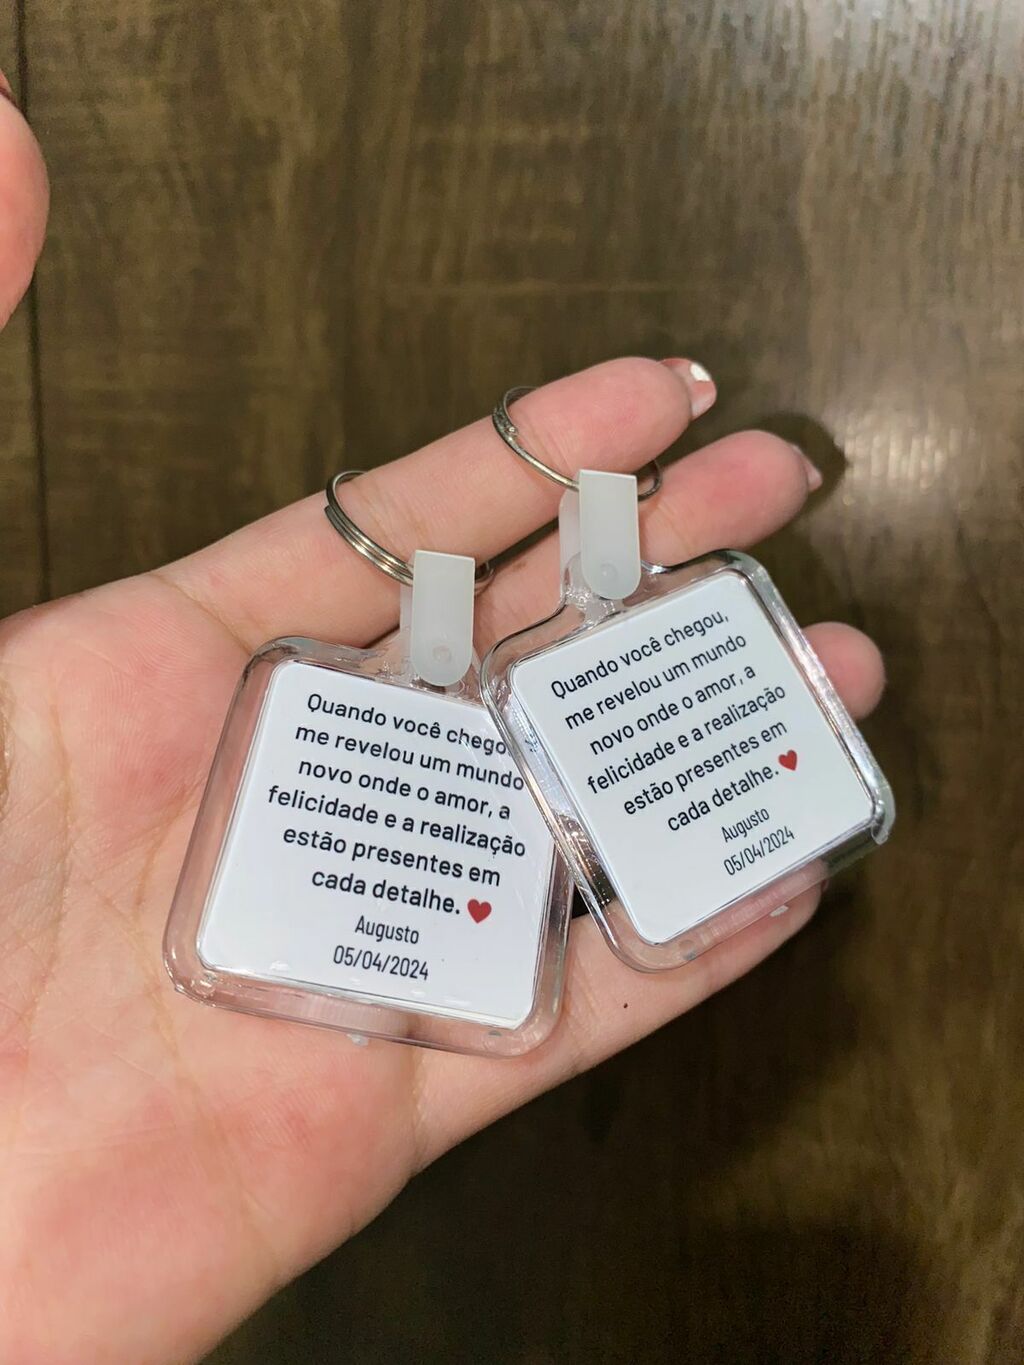 Quando você chego
me revelou um mundo
novo onde o amor, a
felicidade e a realização
estão presentes em
cada detalhe. ❤
Augusto
05/04/2024
Quando você chegou,
me revelou um mundo
novo onde o amor, a
felicidade e a realização
estão presentes em
cada detalhe. ❤
Augusto
05/04/2024